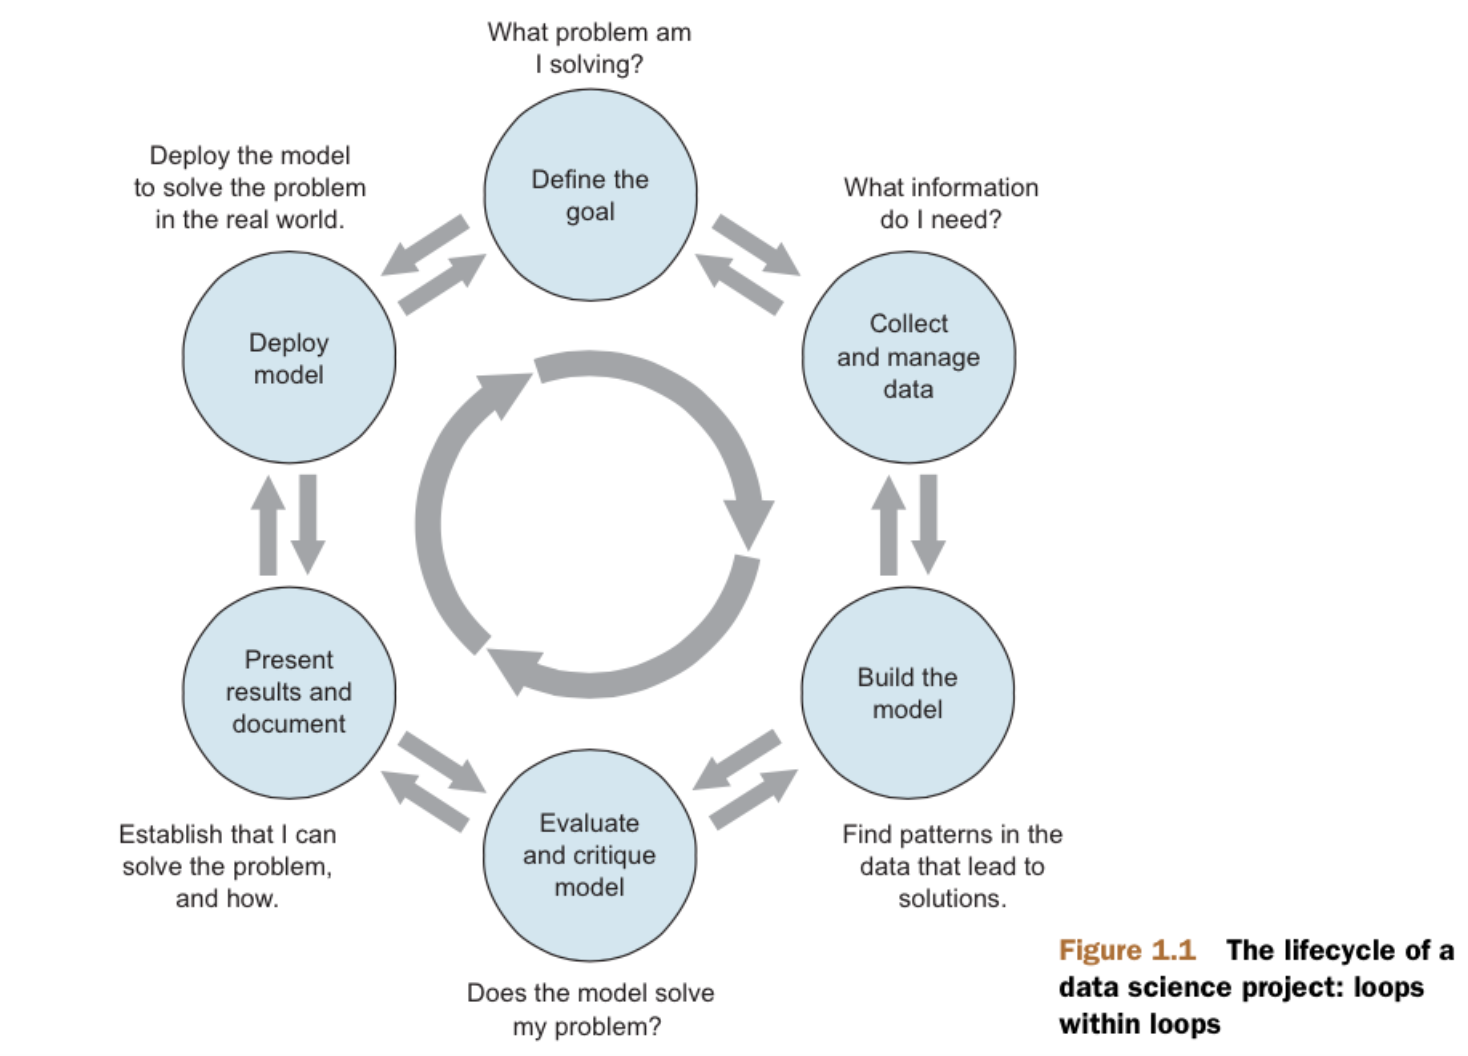 What problem am
I solving?
Define the
goal
What information
do I need?
Collect
and manage
data
Build the
model
Find patterns in the
data that lead to
solutions.
Evaluate
and critique
model
Does the model solve
my problem?
Present
results and
document
Establish that I can
solve the problem,
and how.
Deploy the model
to solve the problem
in the real world.
Deploy
model
Figure 1.1 The lifecycle of a
data science project: loops
within loops